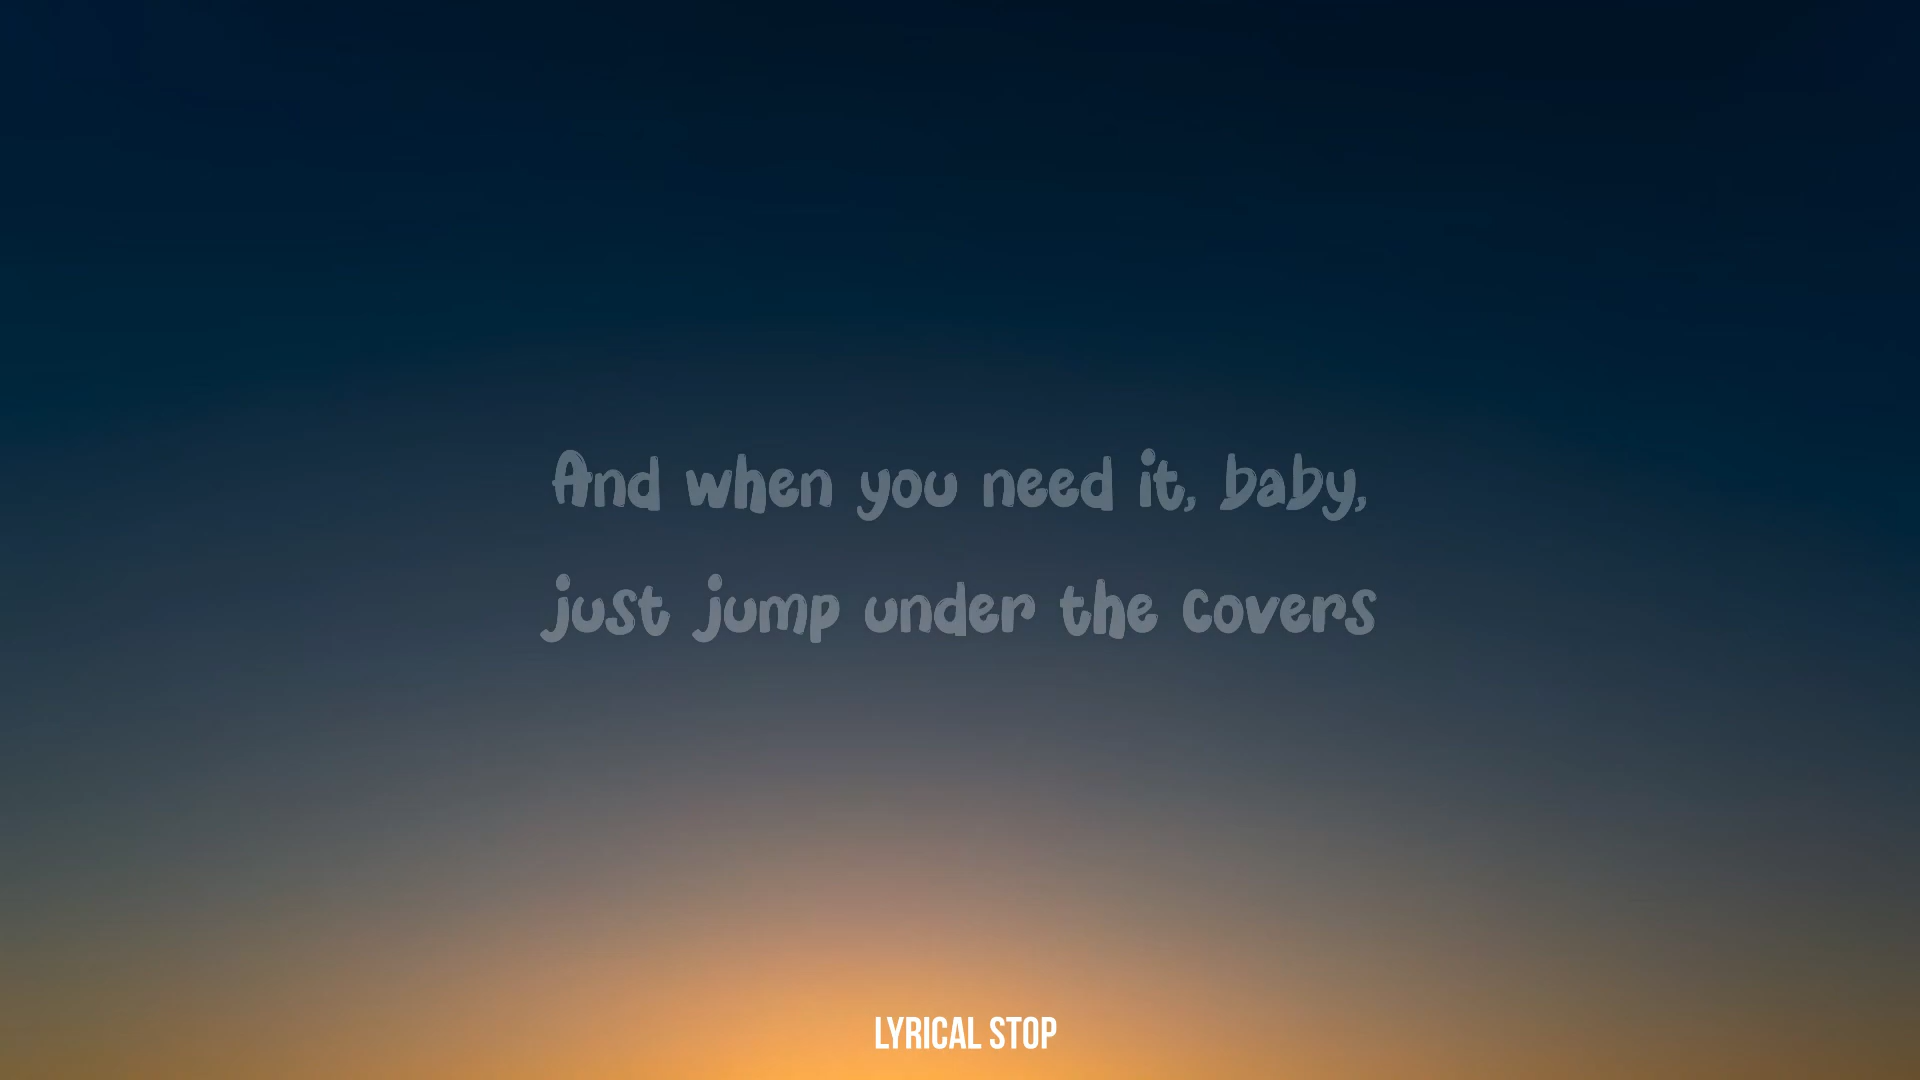 And when you need it, baby,
just jump under the covers
LYRICAL STOP